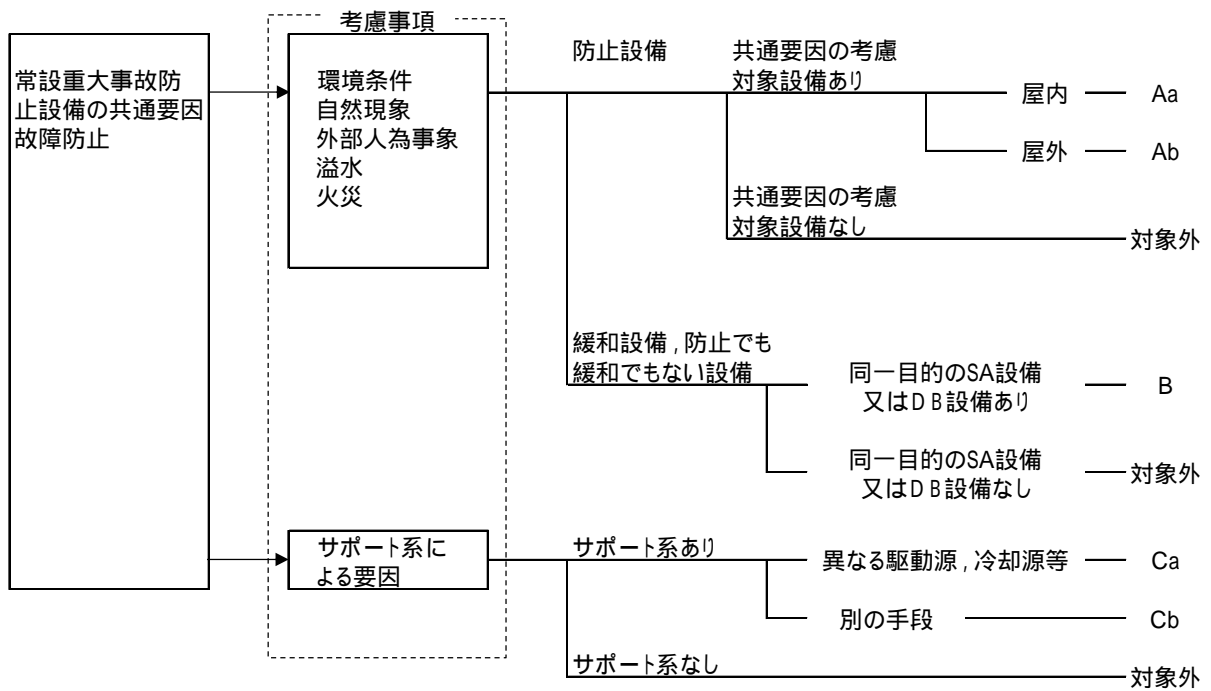 考慮事項
常設重大事故防
止設備の共通要因
故障防止
環境条件
自然現象
外部人為事象
溢水
火災
防止設備
共通要因の考慮
対象設備あり
屋内
Aa
屋外
Ab
共通要因の考慮
対象設備なし
対象外
緩和設備,防止でも
緩和でもない設備
同一目的のSA設備
又はDB設備あり
B
同一目的のSA設備
又はDB設備なし
対象外
サポート系に
よる要因
サポート系あり
異なる駆動源,冷却源等
Ca
別の手段
Cb
サポート系なし
対象外